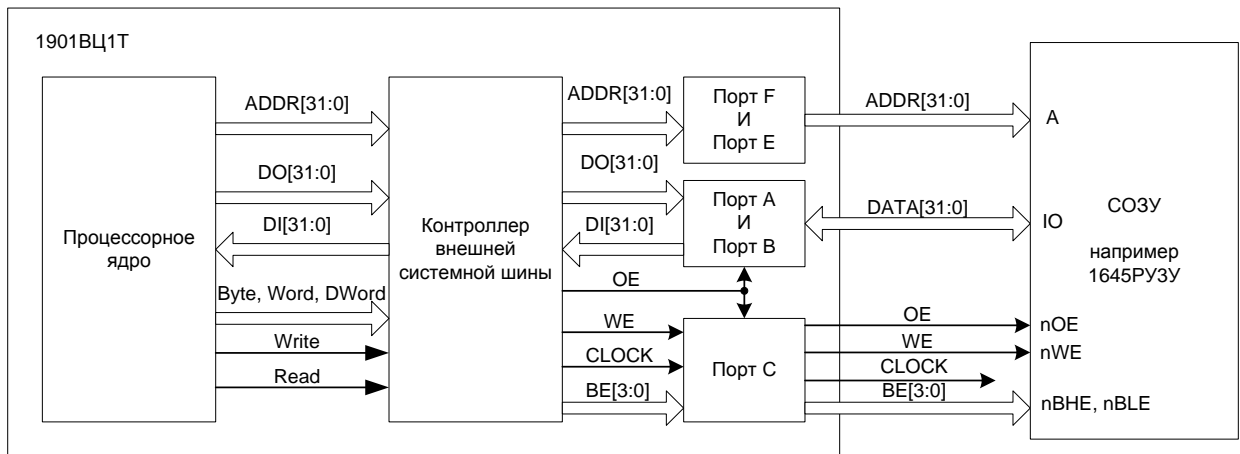 1901ВЦ1Т
Процессорное
ядро
ADDR[31:0]
DO[31:0]
DI[31:0]
Byte, Word, DWord
Write
Read
Контроллер
внешней
системной шины
ADDR[31:0]
DO[31:0]
DI[31:0]
OE
WE
CLOCK
BE[3:0]
Порт F
И
Порт E
Порт A
И
Порт B
Порт C
ADDR[31:0]
DATA[31:0]
OE
WE
CLOCK
BE[3:0]
A
IO
nOE
nWE
nBHE, nBLE
СОЗУ
например
1645РУ3У